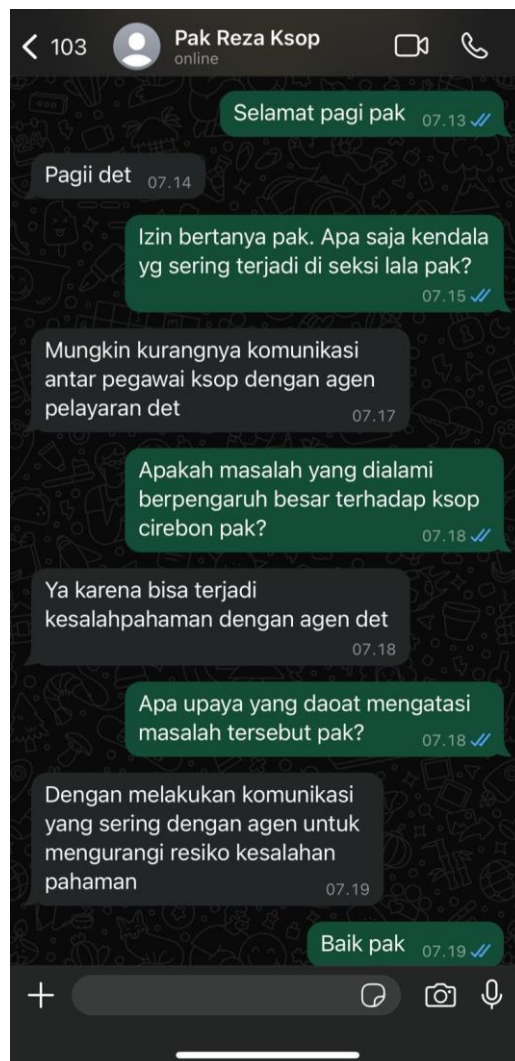 103
Pak Reza Ksop
online
Selamat pagi pak 07.13
Pagii det 07.14
Izin bertanya pak. Apa saja kendala
yg sering terjadi di seksi lala pak?
07.15
Mungkin kurangnya komunikasi
antar pegawai ksop dengan agen
pelayaran det 07.17
Apakah masalah yang dialami
berpengaruh besar terhadap ksop
cirebon pak? 07.18
Ya karena bisa terjadi
kesalahpahaman dengan agen det
07.18
Apa upaya yang daoat mengatasi
masalah tersebut pak? 07.18
Dengan melakukan komunikasi
yang sering dengan agen untuk
mengurangi resiko kesalahan
pahaman 07.19
Baik pak 07.19